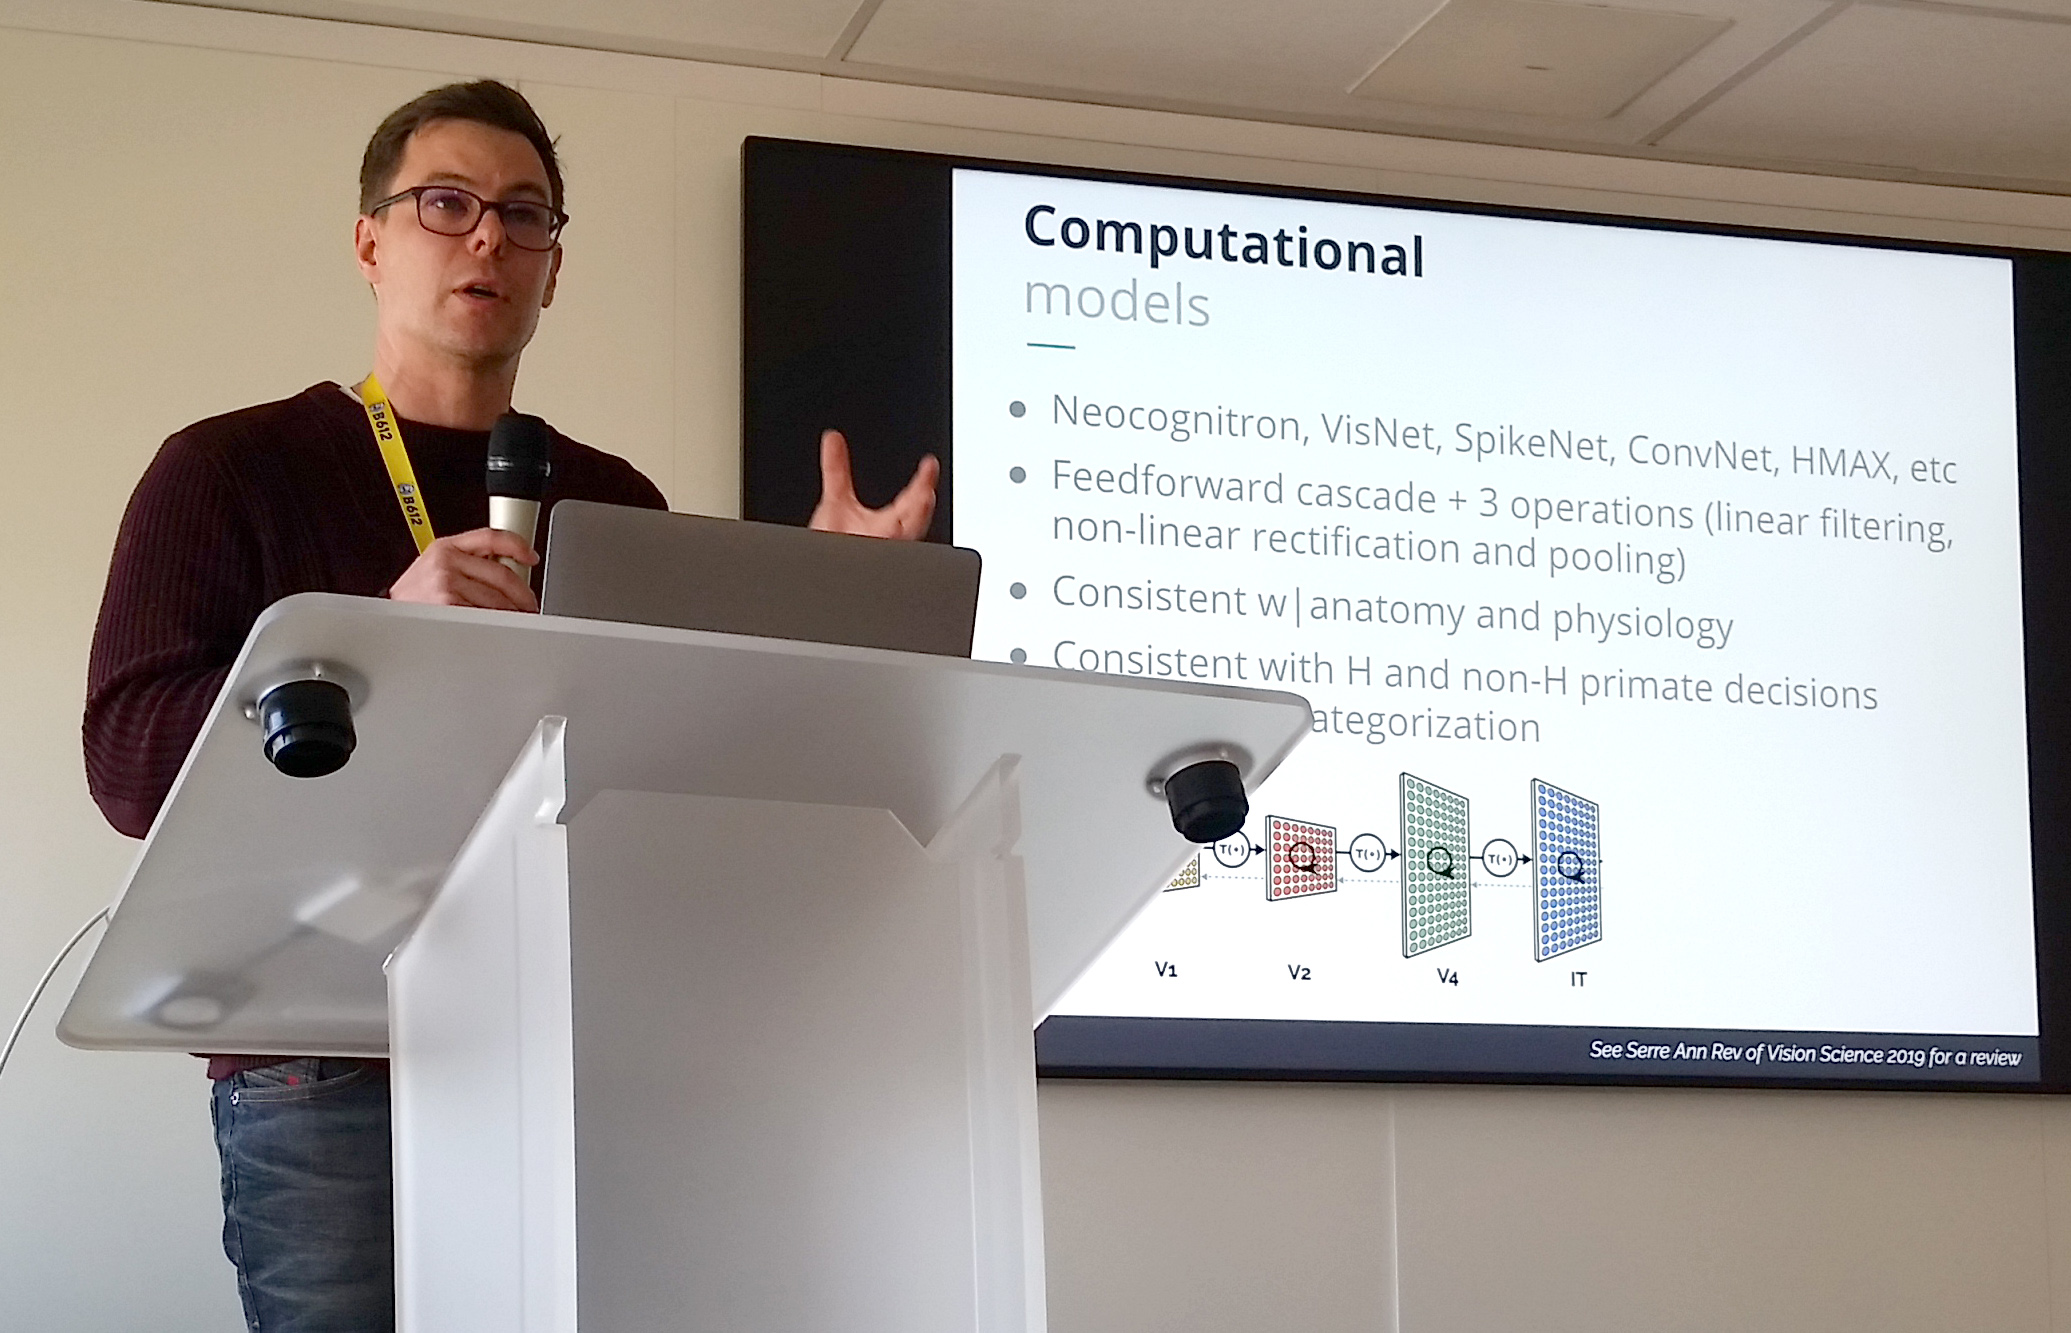 B612
B612
Computational
models
Neocognitron, VisNet, SpikeNet, ConvNet, HMAX, etc
Feedforward cascade + 3 operations (linear filtering,
non-linear rectification and pooling)
Consistent w|anatomy and physiology
Consistent with H and non-H primate decisions
ategorization
T(•) T(•) T(•)
V1 V2 V4 IT
See Serre Ann Rev of Vision Science 2019 for a review